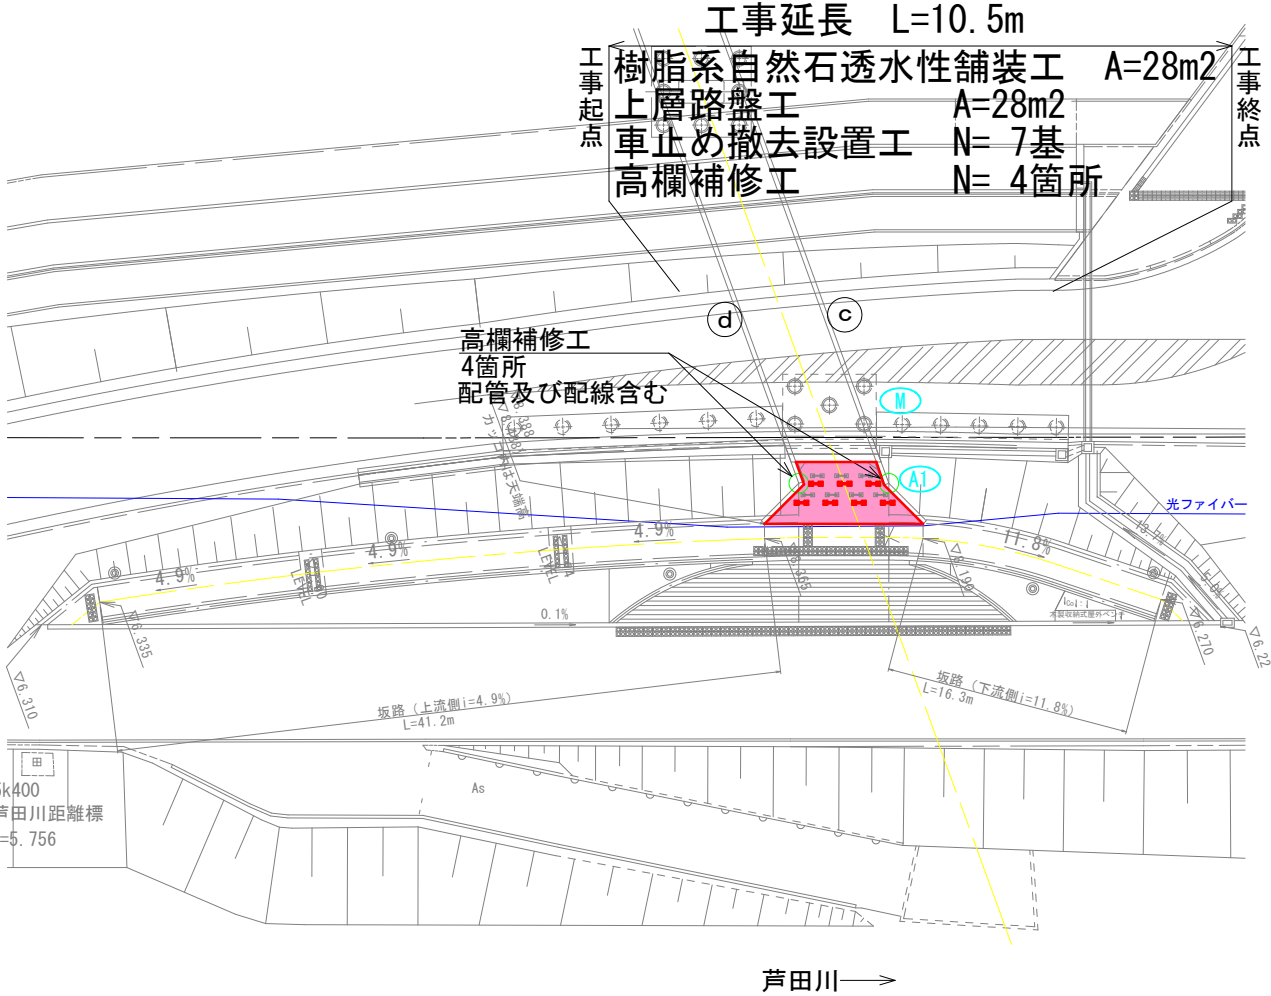 工事延長　L=10.5m
工事起点
工事終点
樹脂系自然石透水性舗装工　A=28m2
上層路盤工　A=28m2
車止め撤去設置工　N= 7基
高欄補修工　N= 4箇所
d
c
高欄補修工
4箇所
配管及び配線含む
M
A1
光ファイバー
4.9%
4.9%
4.9%
11.8%
13.7%
5.0%
LEVEL
LEVEL
0.1%
▽6.335
▽6.310
▽6.270
▽6.22
坂路（上流側i=4.9%）
L=41.2m
坂路（下流側i=11.8%）
L=16.3m
As
5k400
芦田川距離標
=5.756
芦田川